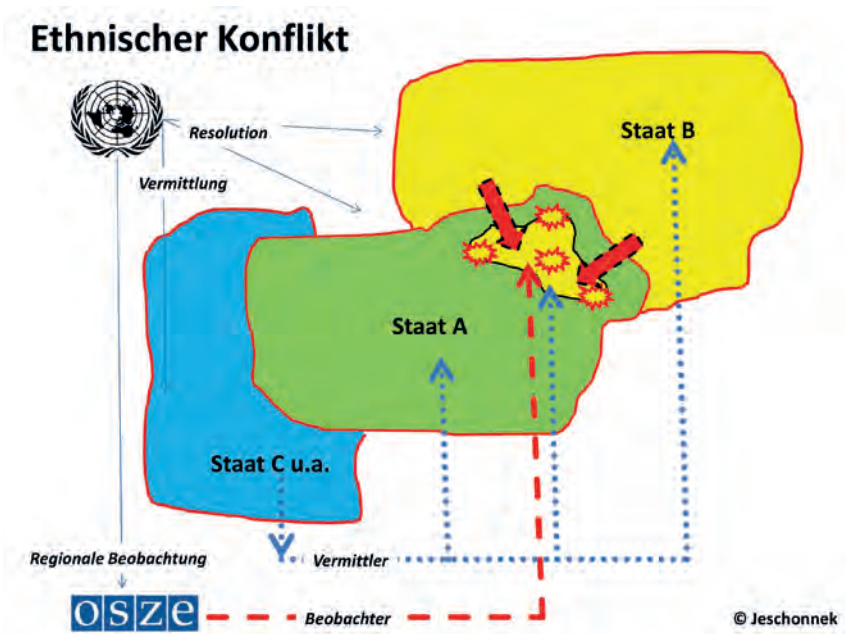 Ethnischer Konflikt
Resolution
Staat B
Vermittlung
Staat A
Staat C u.a.
Regionale Beobachtung
Vermittler
osze
Beobachter
© Jeschonnek